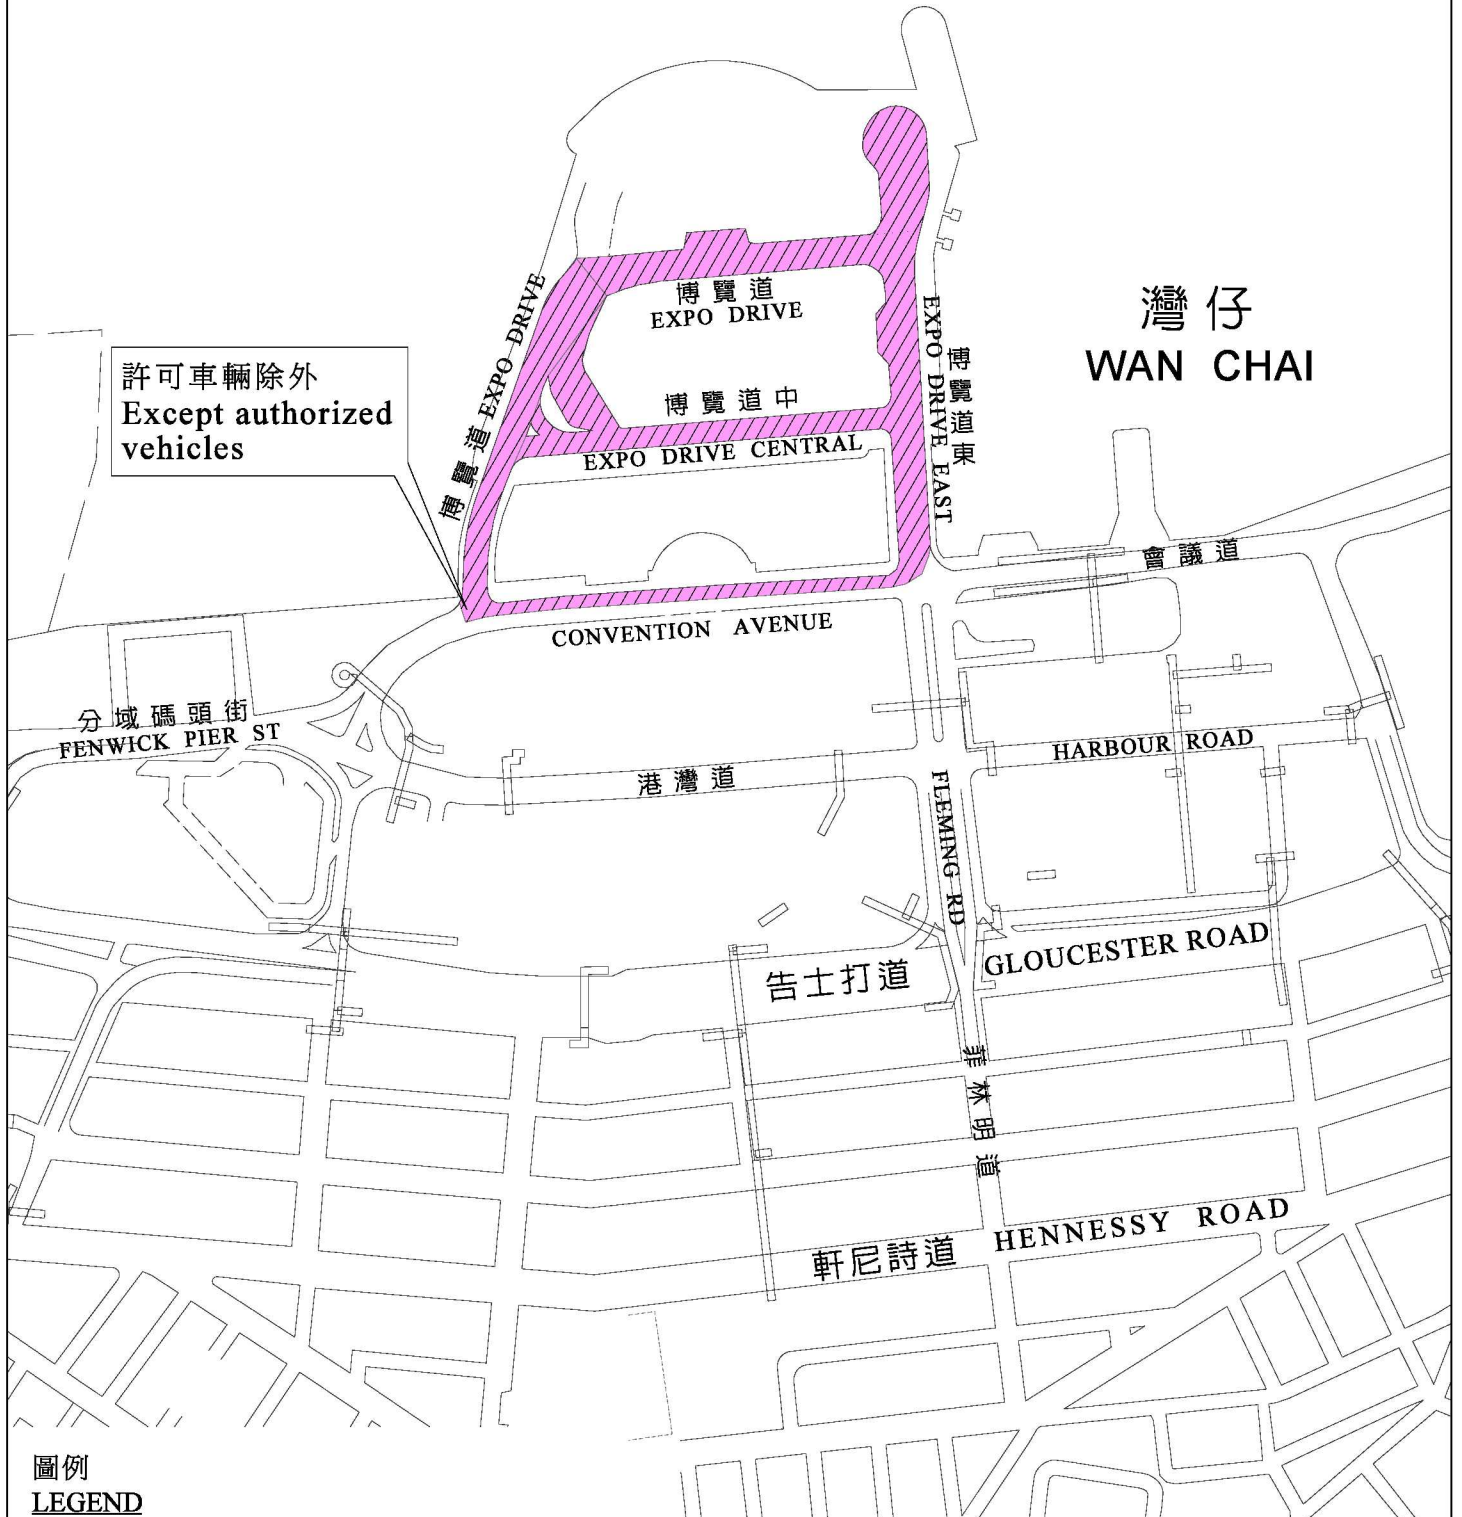 博覽道
EXPO DRIVE
博覽道 EXPO DRIVE
灣仔
WAN CHAI
許可車輛除外
Except authorized
vehicles
博覽道中
EXPO DRIVE CENTRAL
EXPO DRIVE EAST
博覽道東
會議道
CONVENTION AVENUE
分域碼頭街
FENWICK PIER ST
HARBOUR ROAD
港灣道
FLEMING RD
GLOUCESTER ROAD
告士打道
菲林明道
軒尼詩道 HENNESSY ROAD
圖例
LEGEND